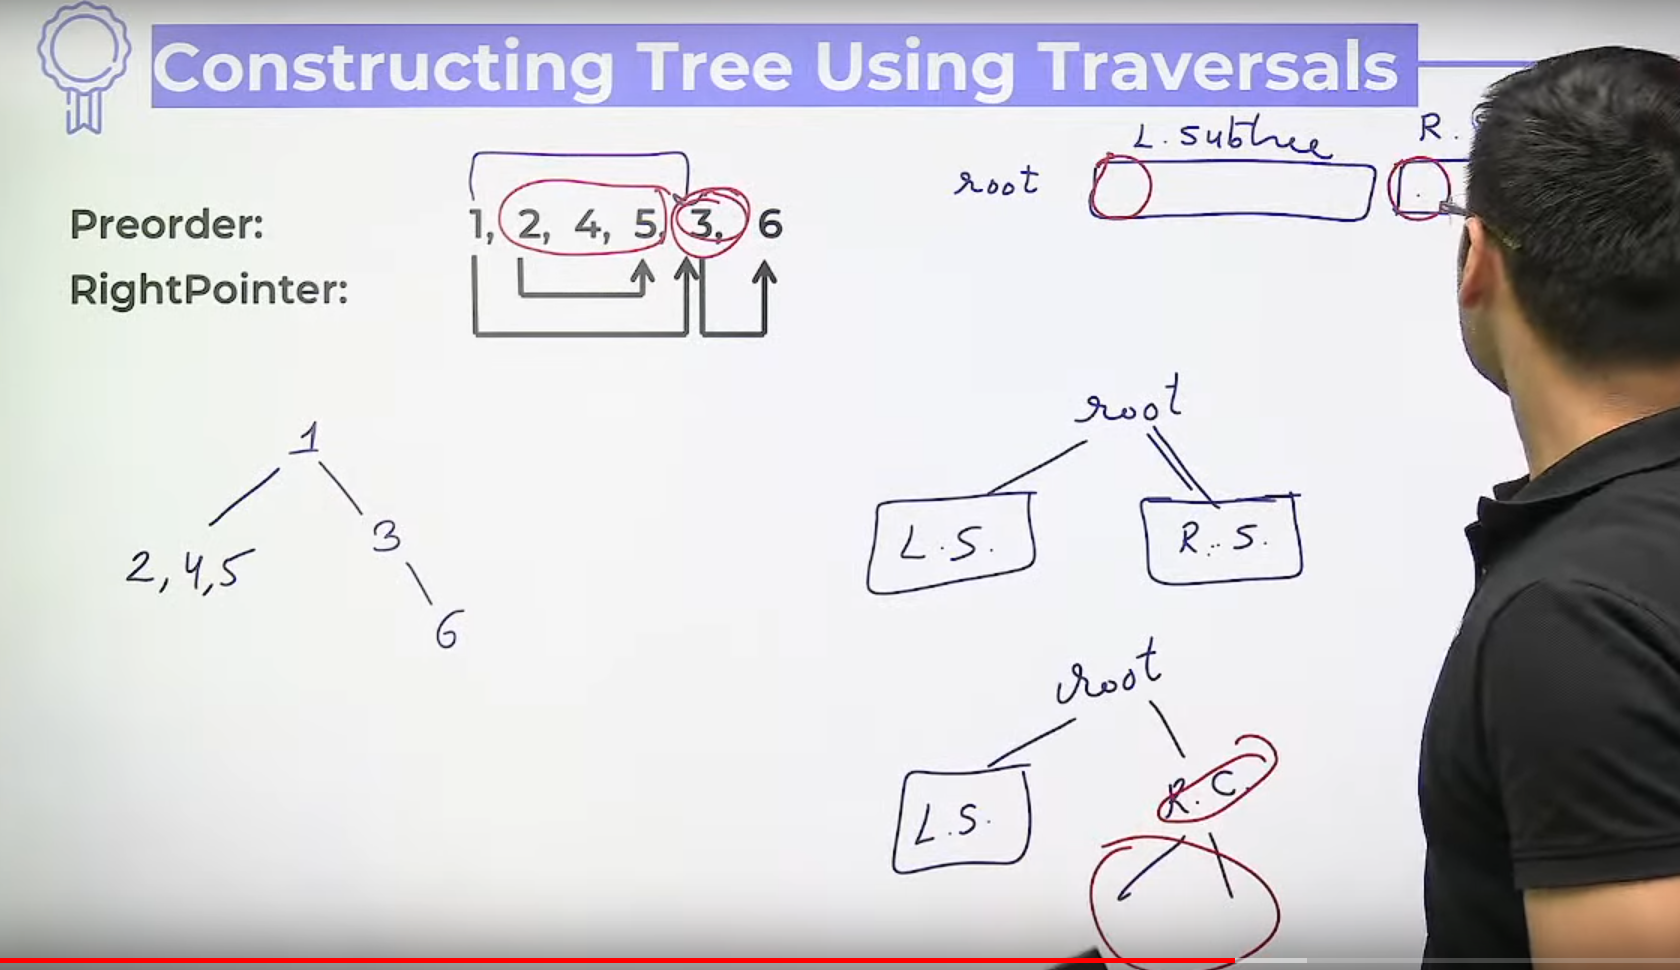 Constructing Tree Using Traversals
L. Subtree
R.
root
Preorder: 1, 2, 4, 5, 3, 6
RightPointer:
root
L.S.
R.S.
1
2, 4, 5
3
6
root
L.S.
R.C.